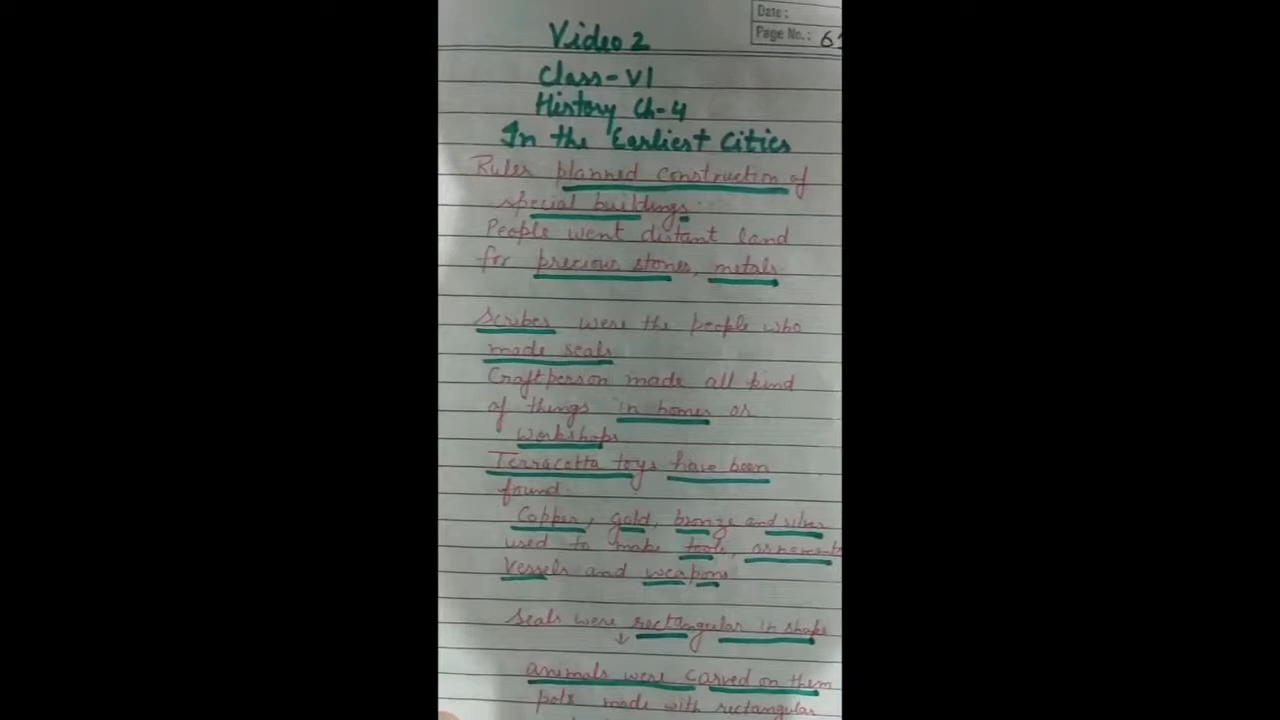 Date:
Page No.: 6
Video 2
Class-VI
History Ch-4
In the Earliest Cities
Ruler planned construction of
special buildings.
People went distant land
for precious stones, metals
Scribes were the people who
made seals
Craftperson made all kind
of things in homes or
workshops
Terracotta toys have been
found.
Copper, gold, bronze and silver
used to make tools, ornaments
Vessels and weapons
Seals were rectangular in shape
animals were carved on them
pots made with rectangular